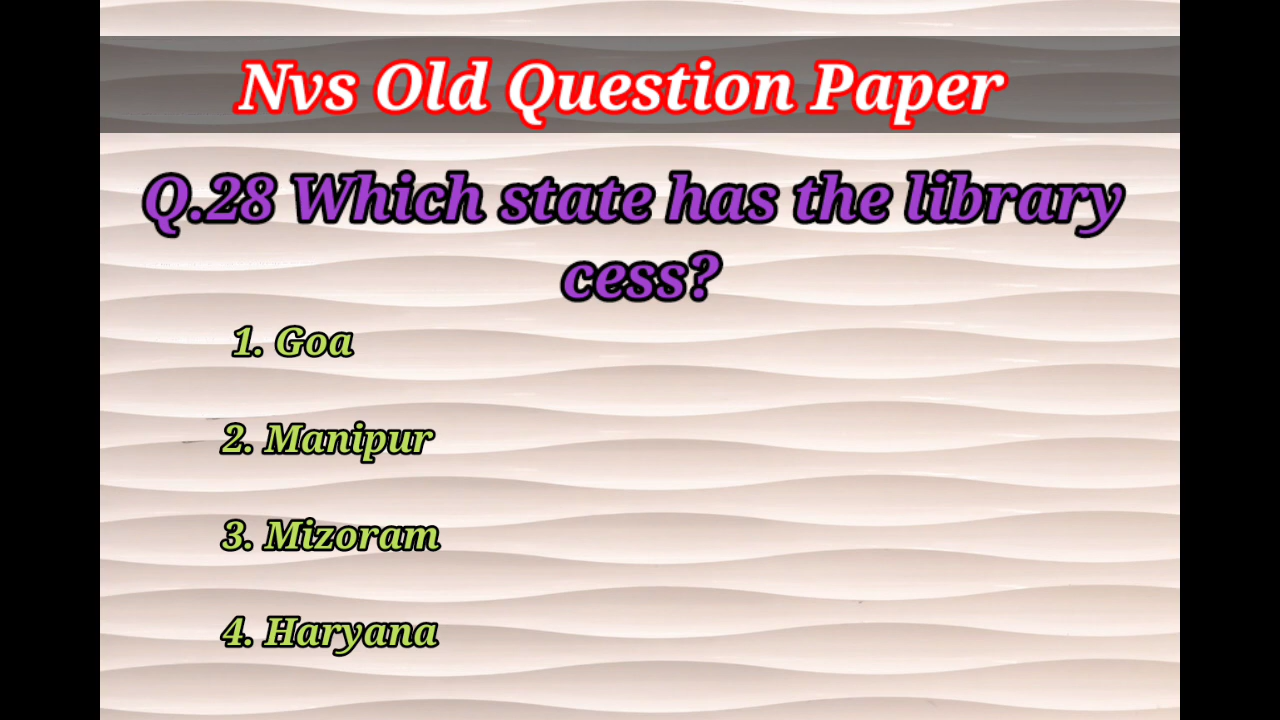 Nvs Old Question Paper
Q.28 Which state has the library
cess?
1. Goa
2. Manipur
3. Mizoram
4. Haryana